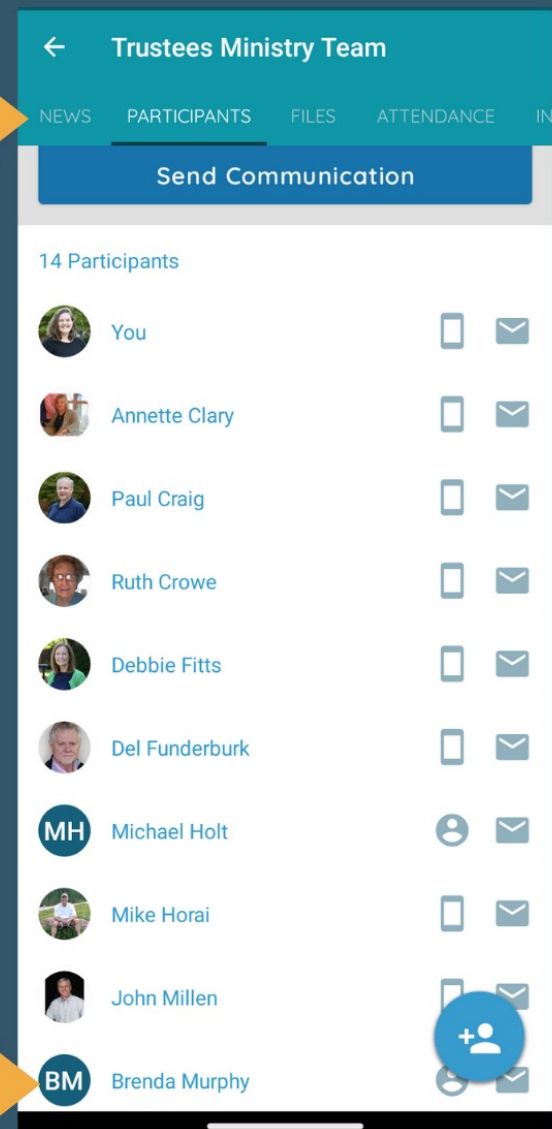 Trustees Ministry Team
NEWS PARTICIPANTS FILES ATTENDANCE IN
Send Communication
14 Participants
You
Annette Clary
Paul Craig
Ruth Crowe
Debbie Fitts
Del Funderburk
MH Michael Holt
Mike Horai
John Millen
BM Brenda Murphy